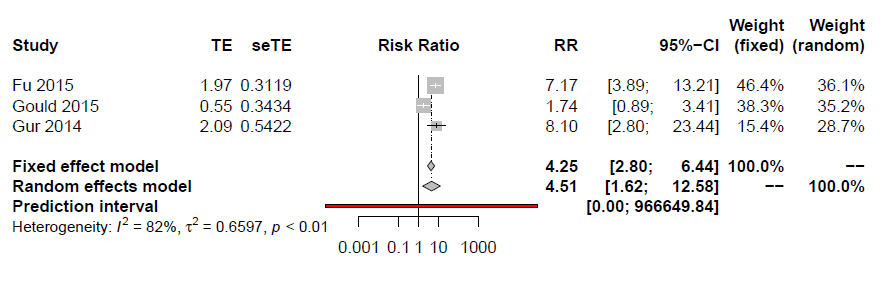 Weight Weight
Study TE seTE Risk Ratio RR 95%−CI (fixed) (random)
Fu 2015 1.97 0.3119 7.17 [3.89; 13.21] 46.4% 36.1%
Gould 2015 0.55 0.3434 1.74 [0.89; 3.41] 38.3% 35.2%
Gur 2014 2.09 0.5422 8.10 [2.80; 23.44] 15.4% 28.7%
Fixed effect model 4.25 [2.80; 6.44] 100.0% −−
Random effects model 4.51 [1.62; 12.58] −− 100.0%
Prediction interval [0.00; 966649.84]
Heterogeneity: I² = 82%, τ² = 0.6597, p < 0.01
0.001 0.1 1 10 1000